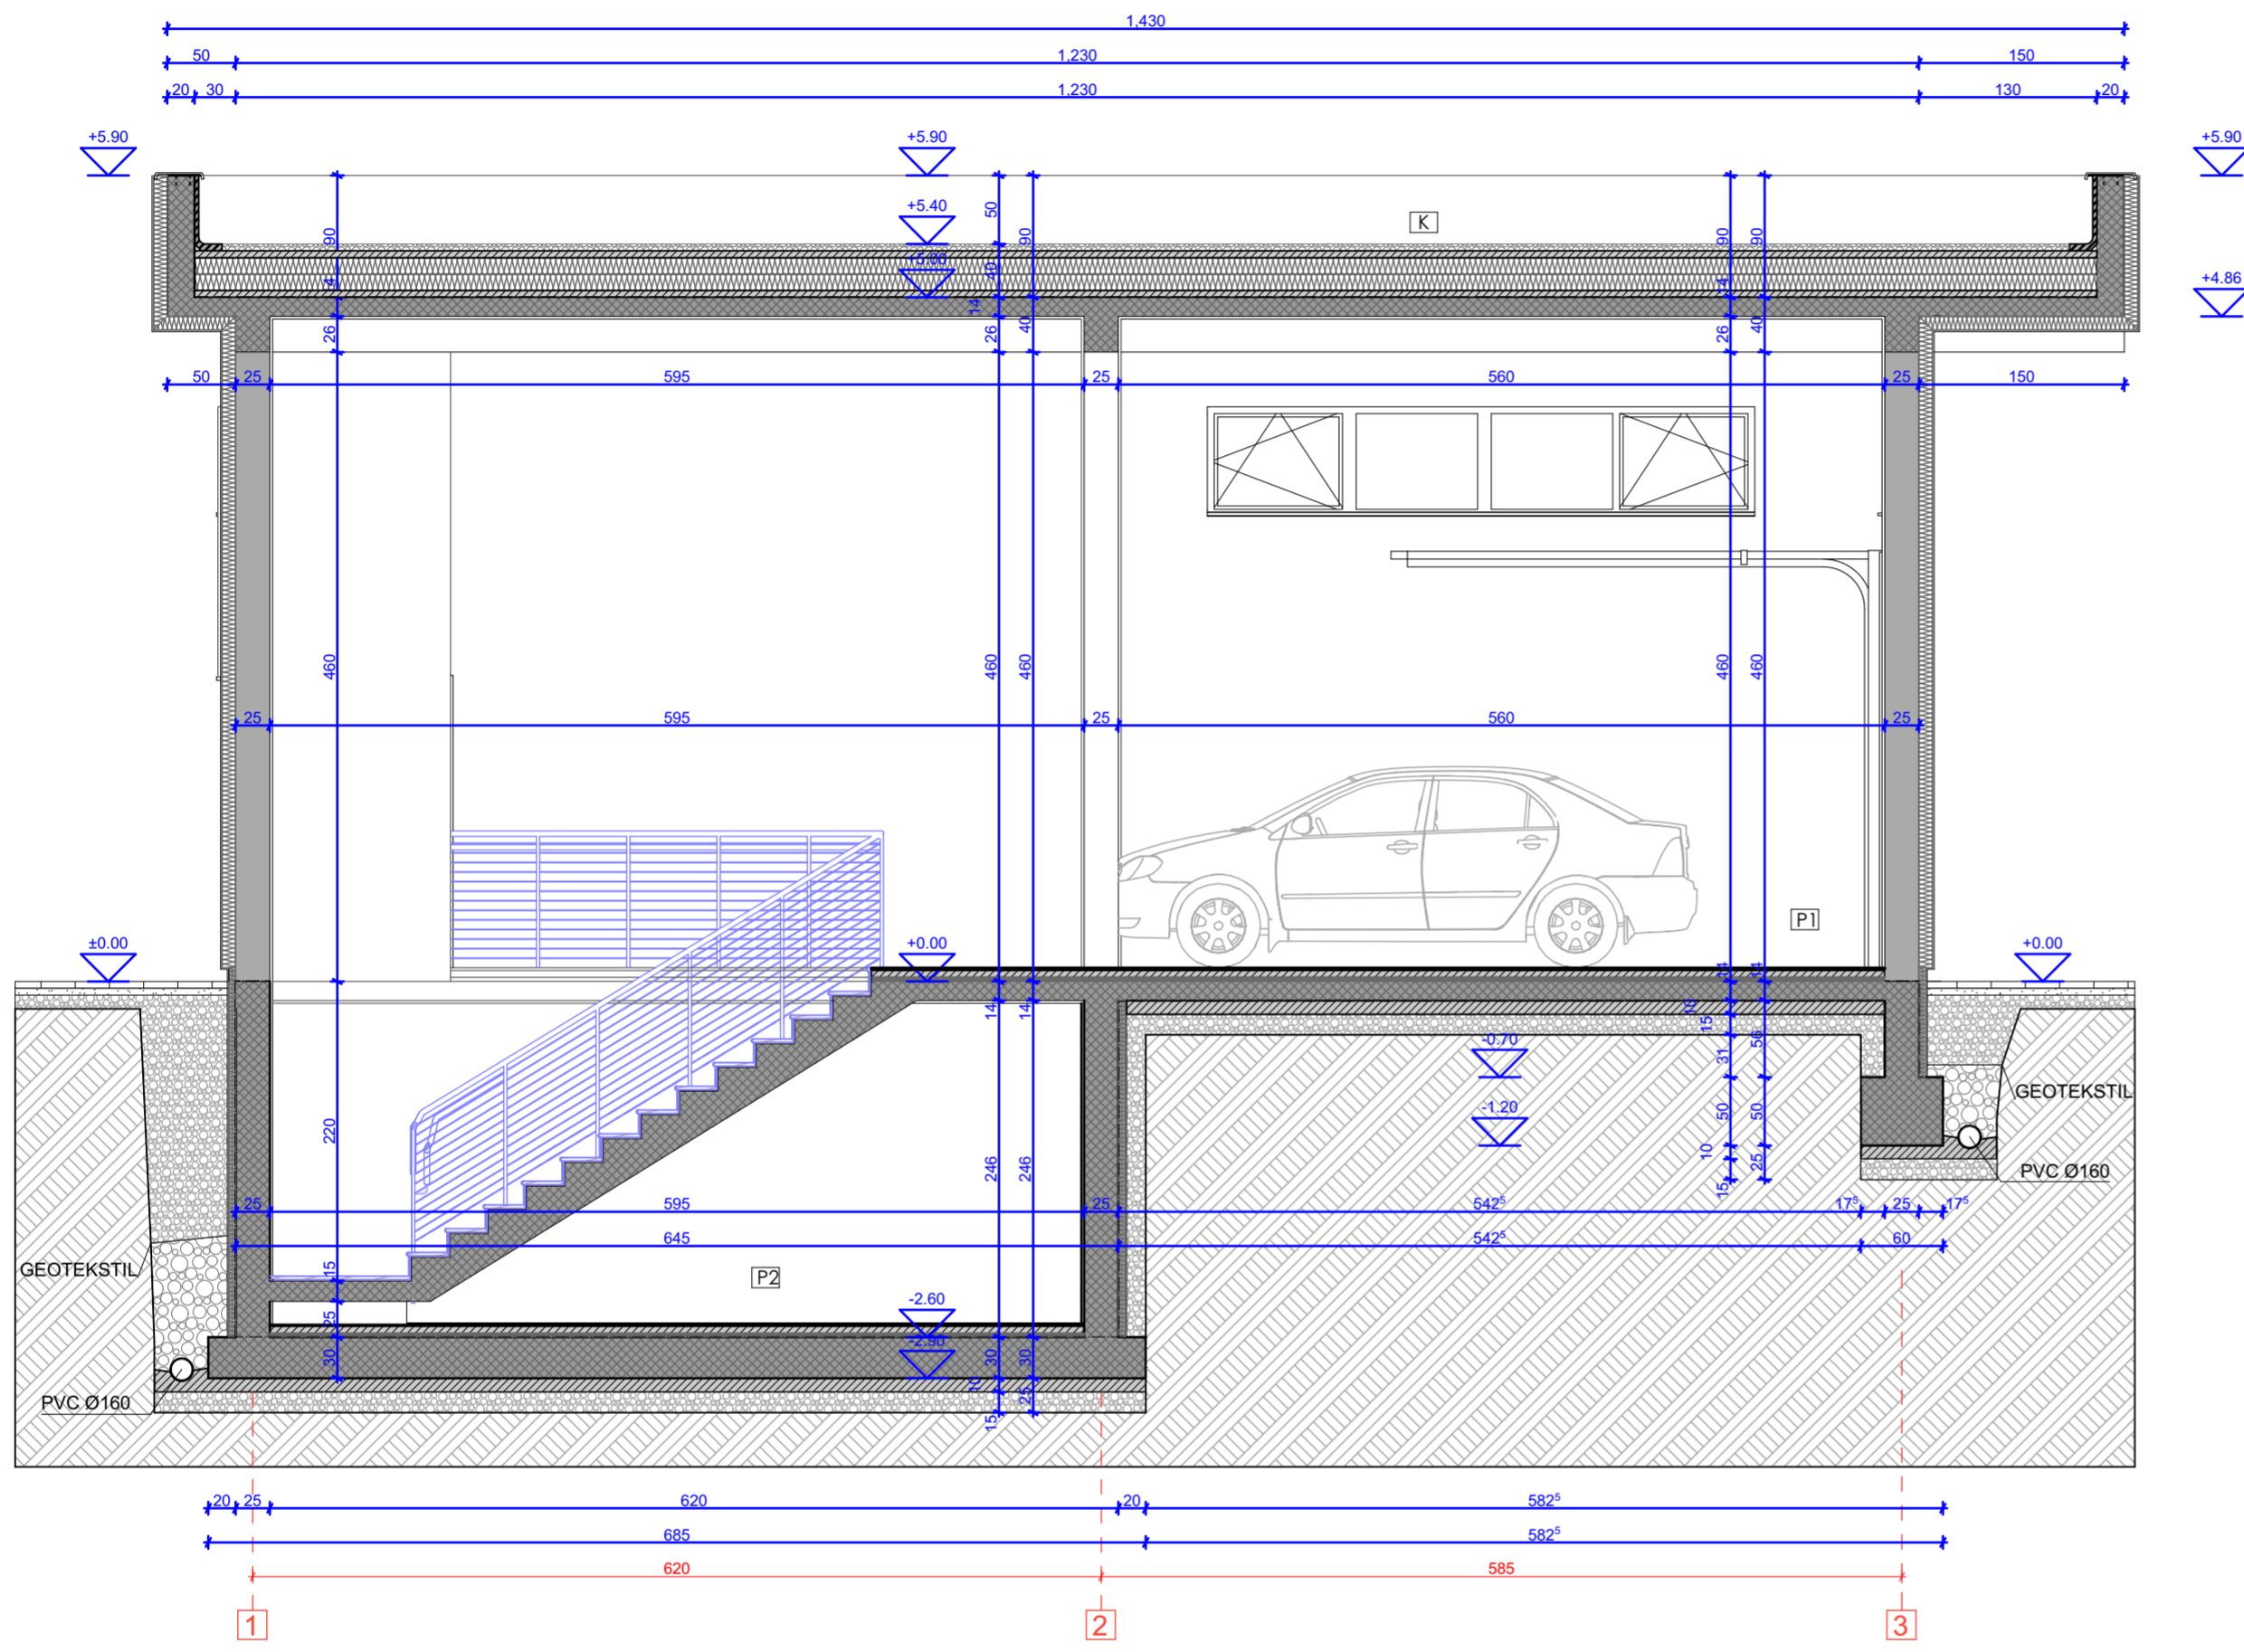 1,430
50 1,230 150
20 30 1,230 130 20
+5.90 +5.90 +5.90
+5.40 50 K
90 90 90 90
+5.00 40
4 14 14 +4.86
26 26 40 26 40
50 25 595 25 560 25 150
460 460 460 460 460
25 595 25 560 25
P1
±0.00 +0.00 +0.00
14 14 14 14
10 15 56
-0.70 31
GEOTEKSTIL
-1.20 50 50
220 246 246 10 25
PVC Ø160
15
25 595 25 542⁵ 17⁵ 25 17⁵
645 542⁵ 60
GEOTEKSTIL 15 P2
25 -2.60
30 -2.90 30 30
10 25
PVC Ø160 15
20 25 620 20 582⁵
685 582⁵
620 585
1 2 3